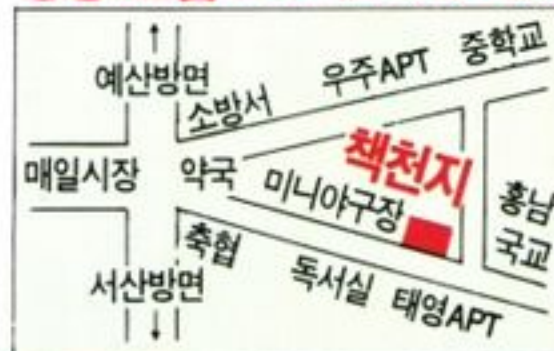 예산방면
소방서
우주APT
중학교
매일시장
약국
책천지
미니야구장
홍남
국교
축협
독서실
태영APT
서산방면